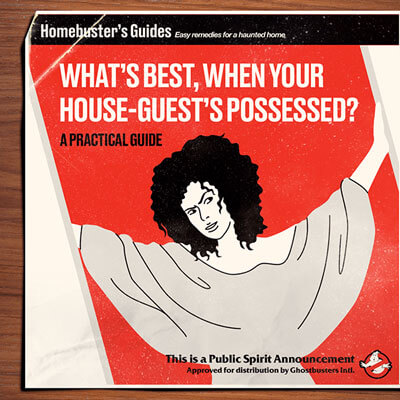 Homebuster's Guides Easy remedies for a haunted home.
WHAT'S BEST, WHEN YOUR
HOUSE-GUEST'S POSSESSED?
A PRACTICAL GUIDE
This is a Public Spirit Announcement
Approved for distribution by Ghostbusters Intl.